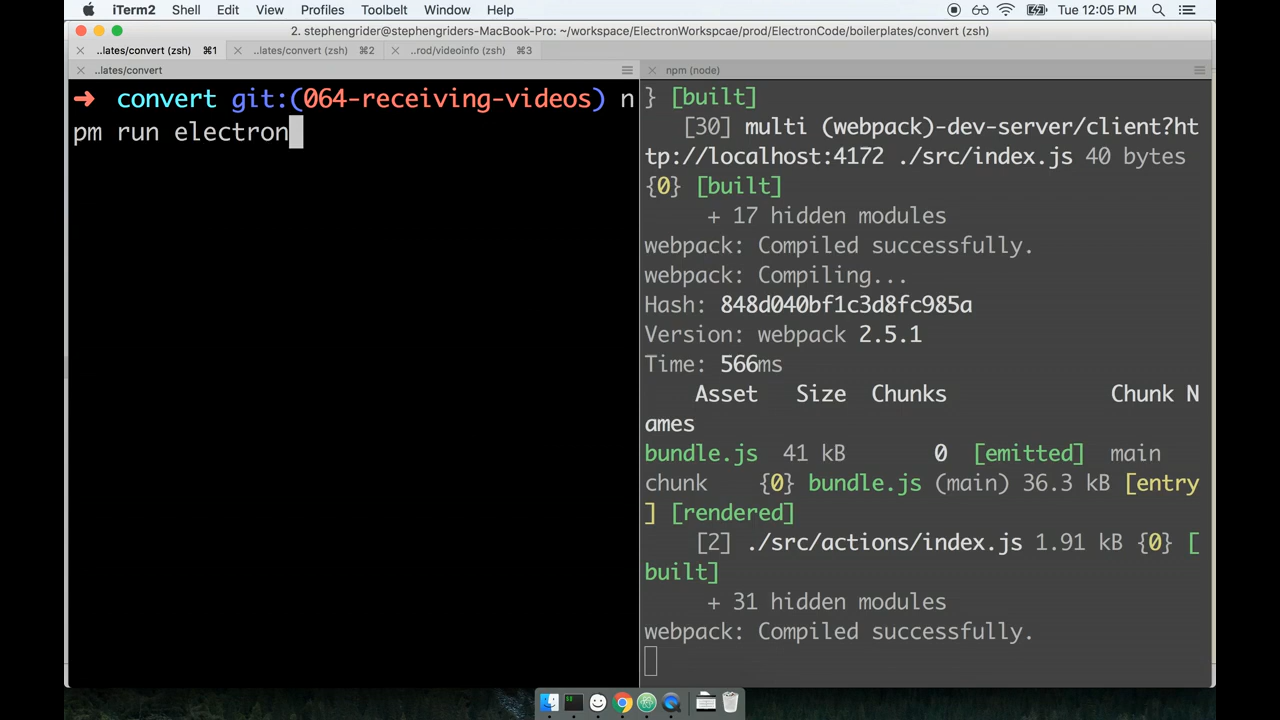 iTerm2 Shell Edit View Profiles Toolbelt Window Help Tue 12:05 PM
2. stephengrider@stephengriders-MacBook-Pro: ~/workspace/ElectronWorkspcae/prod/ElectronCode/boilerplates/convert (zsh)
..lates/convert (zsh) ⌘1 ..lates/convert (zsh) ⌘2 ..rod/videoinfo (zsh) ⌘3
..lates/convert
➜ convert git:(064-receiving-videos) n
pm run electron
npm (node)
} [built]
[30] multi (webpack)-dev-server/client?ht
tp://localhost:4172 ./src/index.js 40 bytes
{0} [built]
+ 17 hidden modules
webpack: Compiled successfully.
webpack: Compiling...
Hash: 848d040bf1c3d8fc985a
Version: webpack 2.5.1
Time: 566ms
Asset Size Chunks Chunk N
ames
bundle.js 41 kB 0 [emitted] main
chunk {0} bundle.js (main) 36.3 kB [entry
] [rendered]
[2] ./src/actions/index.js 1.91 kB {0} [
built]
+ 31 hidden modules
webpack: Compiled successfully.